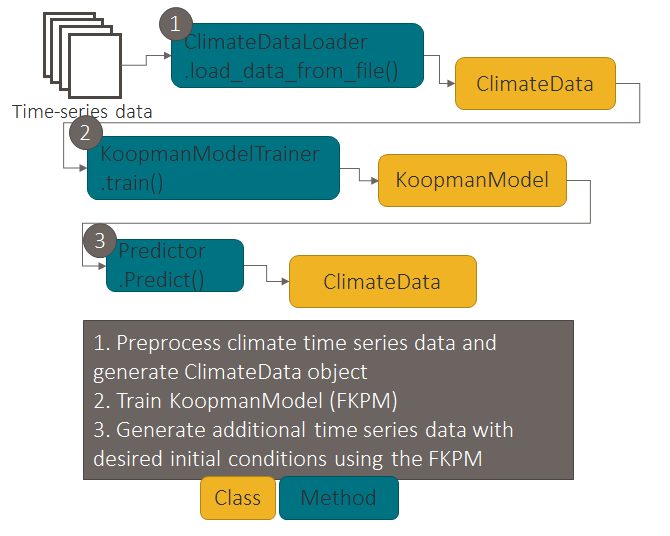 1
ClimateDataLoader
.load_data_from_file()
ClimateData
Time-series data
2
KoopmanModelTrainer
.train()
KoopmanModel
3
Predictor
.Predict()
ClimateData
1. Preprocess climate time series data and
generate ClimateData object
2. Train KoopmanModel (FKPM)
3. Generate additional time series data with
desired initial conditions using the FKPM
Class
Method